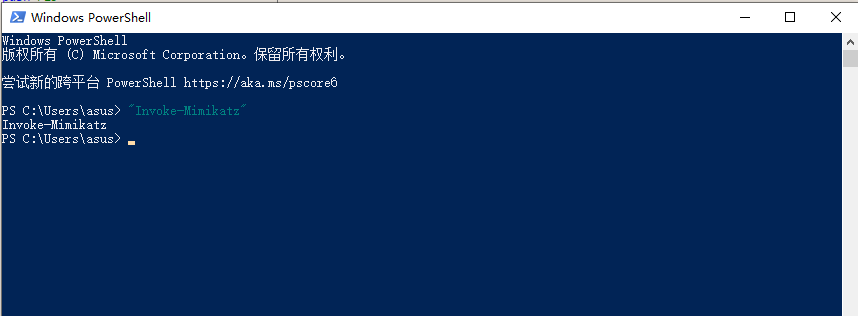 Windows PowerShell
Windows PowerShell
版权所有 (C) Microsoft Corporation。保留所有权利。
尝试新的跨平台 PowerShell https://aka.ms/pscore6
PS C:\Users\asus> "Invoke-Mimikatz"
Invoke-Mimikatz
PS C:\Users\asus>